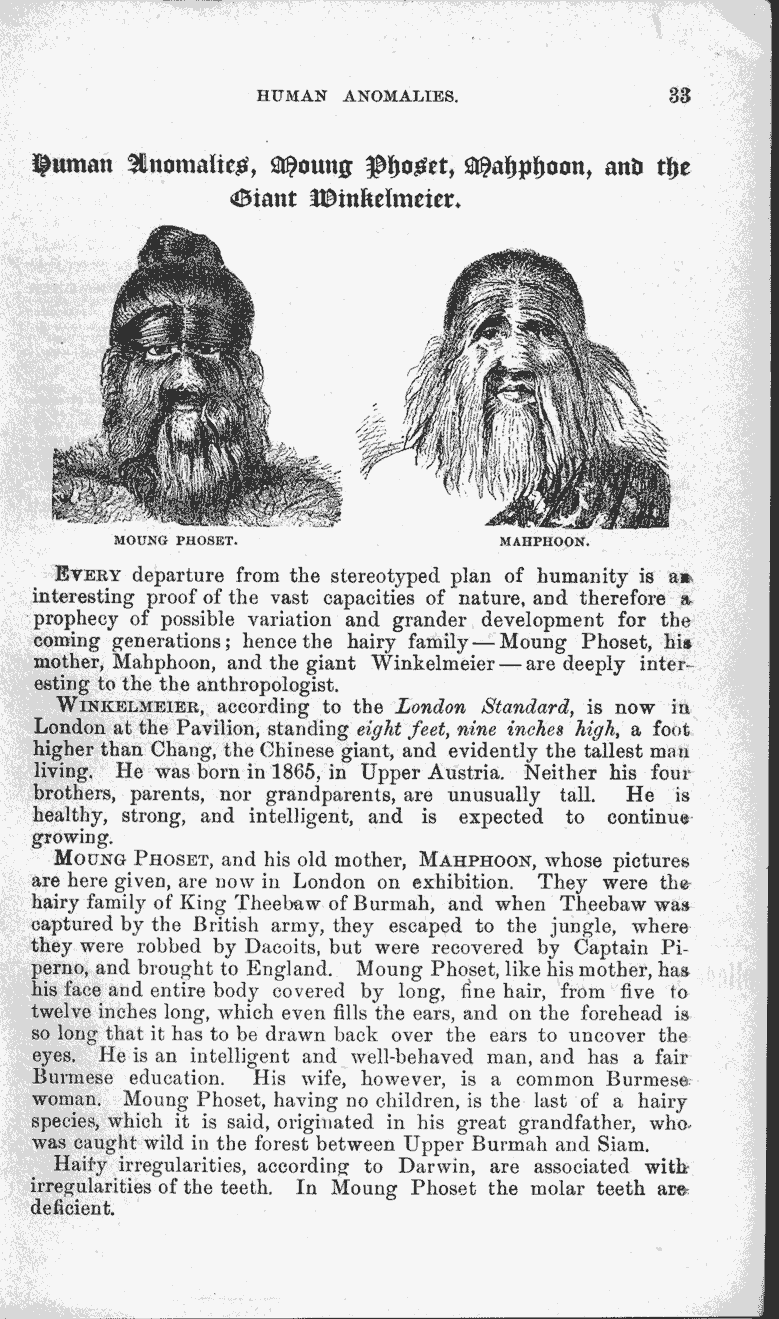 HUMAN ANOMALIES. 33
Human Anomalies, Moung Phoset, Mahphoon, and the
Giant Winkelmeier.
MOUNG PHOSET. MAHPHOON.
EVERY departure from the stereotyped plan of humanity is an
interesting proof of the vast capacities of nature, and therefore a
prophecy of possible variation and grander development for the
coming generations; hence the hairy family—Moung Phoset, his
mother, Mahphoon, and the giant Winkelmeier—are deeply inter-
esting to the the anthropologist.
WINKELMEIER, according to the London Standard, is now in
London at the Pavilion, standing eight feet, nine inches high, a foot
higher than Chang, the Chinese giant, and evidently the tallest man
living. He was born in 1865, in Upper Austria. Neither his four
brothers, parents, nor grandparents, are unusually tall. He is
healthy, strong, and intelligent, and is expected to continue
growing.
MOUNG PHOSET, and his old mother, MAHPHOON, whose pictures
are here given, are now in London on exhibition. They were the
hairy family of King Theebaw of Burmah, and when Theebaw was
captured by the British army, they escaped to the jungle, where
they were robbed by Dacoits, but were recovered by Captain Pi-
perno, and brought to England. Moung Phoset, like his mother, has
his face and entire body covered by long, fine hair, from five to
twelve inches long, which even fills the ears, and on the forehead is
so long that it has to be drawn back over the ears to uncover the
eyes. He is an intelligent and well-behaved man, and has a fair
Burmese education. His wife, however, is a common Burmese
woman. Moung Phoset, having no children, is the last of a hairy
species, which it is said, originated in his great grandfather, who
was caught wild in the forest between Upper Burmah and Siam.
Haify irregularities, according to Darwin, are associated with
irregularities of the teeth. In Moung Phoset the molar teeth are
deficient.